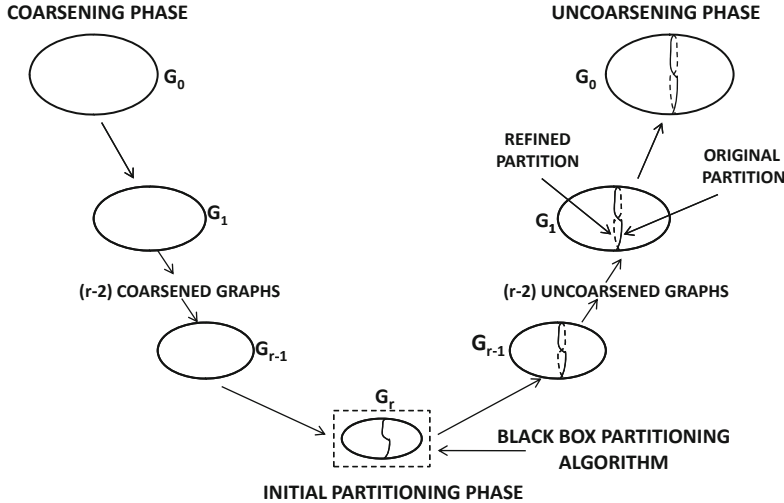 COARSENING PHASE
UNCOARSENING PHASE
G0
G0
REFINED
PARTITION
ORIGINAL
PARTITION
G1
G1
(r-2) COARSENED GRAPHS
(r-2) UNCOARSENED GRAPHS
Gr-1
Gr-1
Gr
BLACK BOX PARTITIONING
ALGORITHM
INITIAL PARTITIONING PHASE